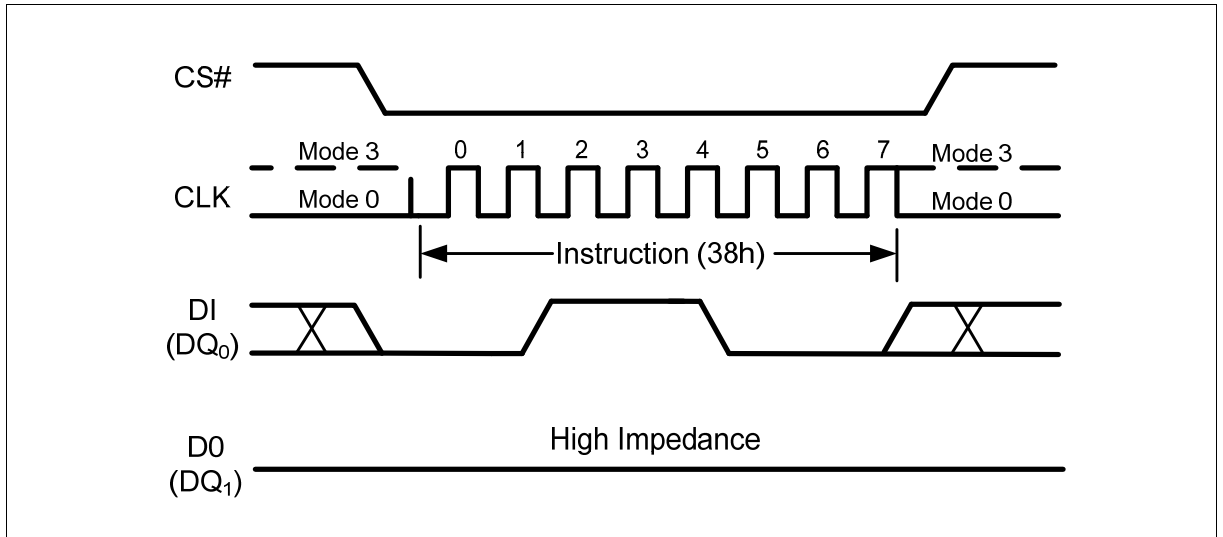 CS#
Mode 3 0 1 2 3 4 5 6 7 Mode 3
CLK Mode 0 Mode 0
Instruction (38h)
DI
(DQ₀)
High Impedance
D0
(DQ₁)